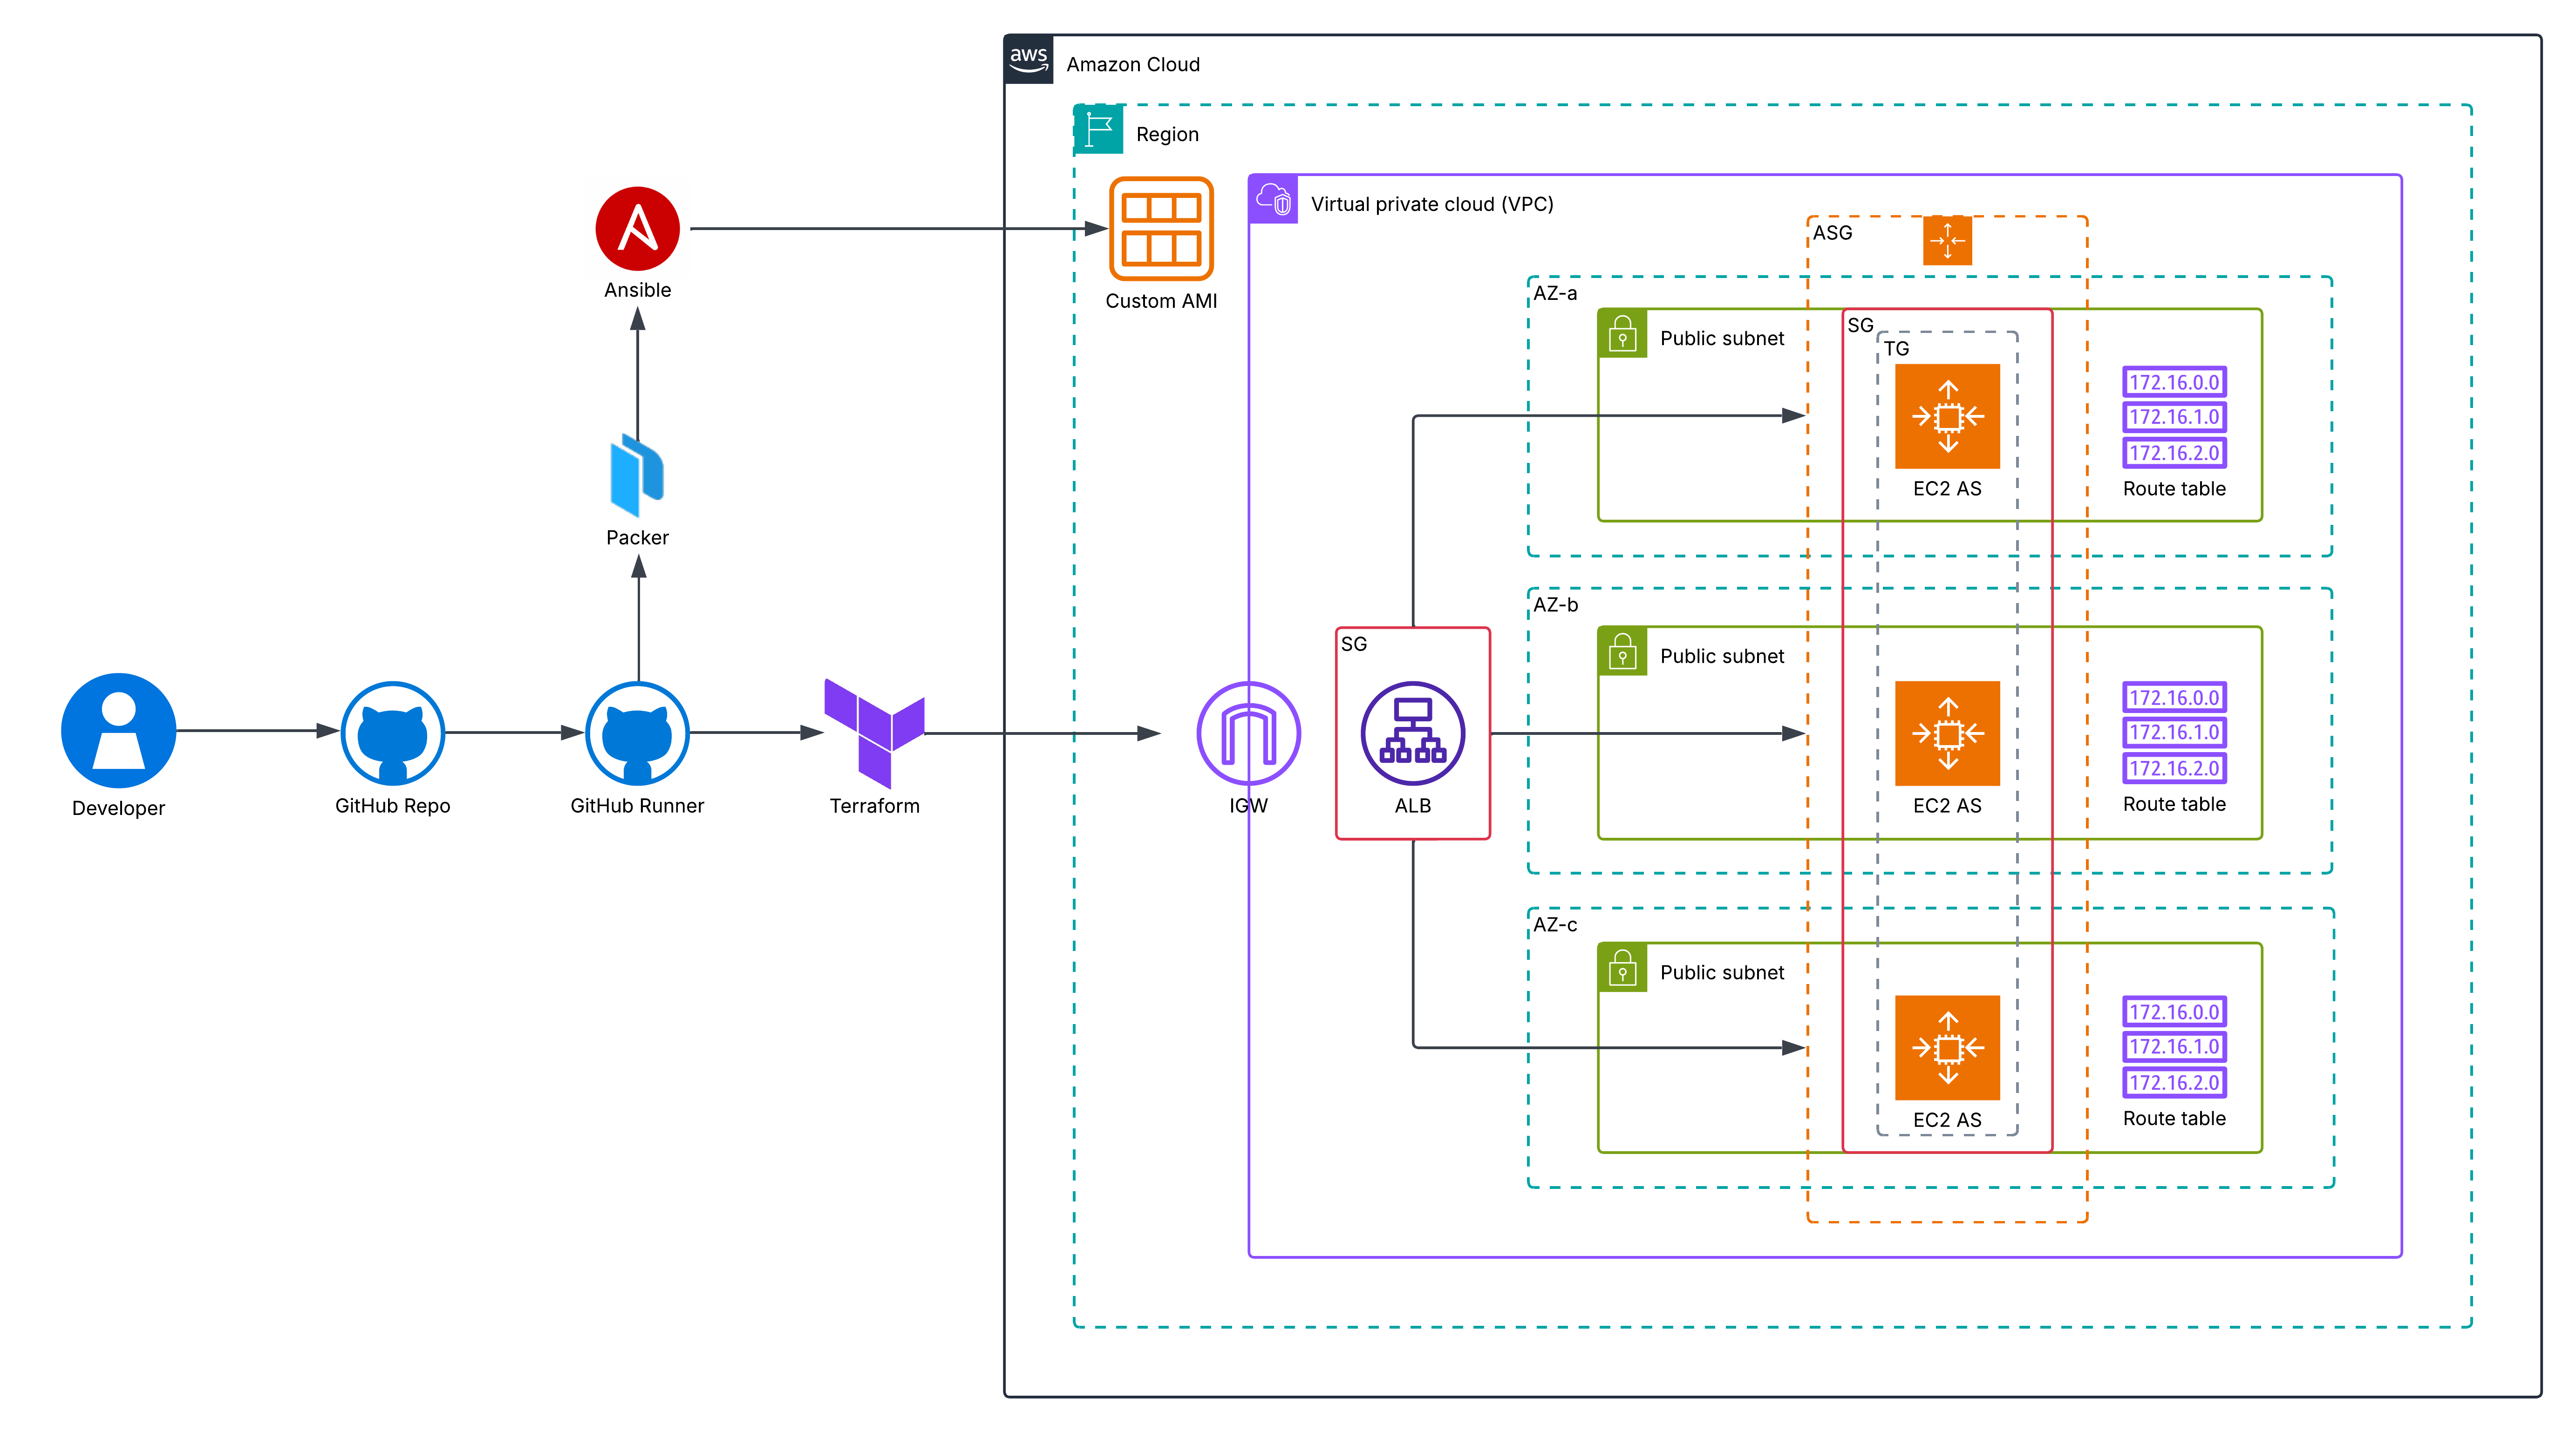 aws
Amazon Cloud
Region
Virtual private cloud (VPC)
Custom AMI
Ansible
Packer
Developer
GitHub Repo
GitHub Runner
Terraform
IGW
SG
ALB
ASG
AZ-a
Public subnet
SG
TG
EC2 AS
172.16.0.0
172.16.1.0
172.16.2.0
Route table
AZ-b
Public subnet
EC2 AS
172.16.0.0
172.16.1.0
172.16.2.0
Route table
AZ-c
Public subnet
EC2 AS
172.16.0.0
172.16.1.0
172.16.2.0
Route table